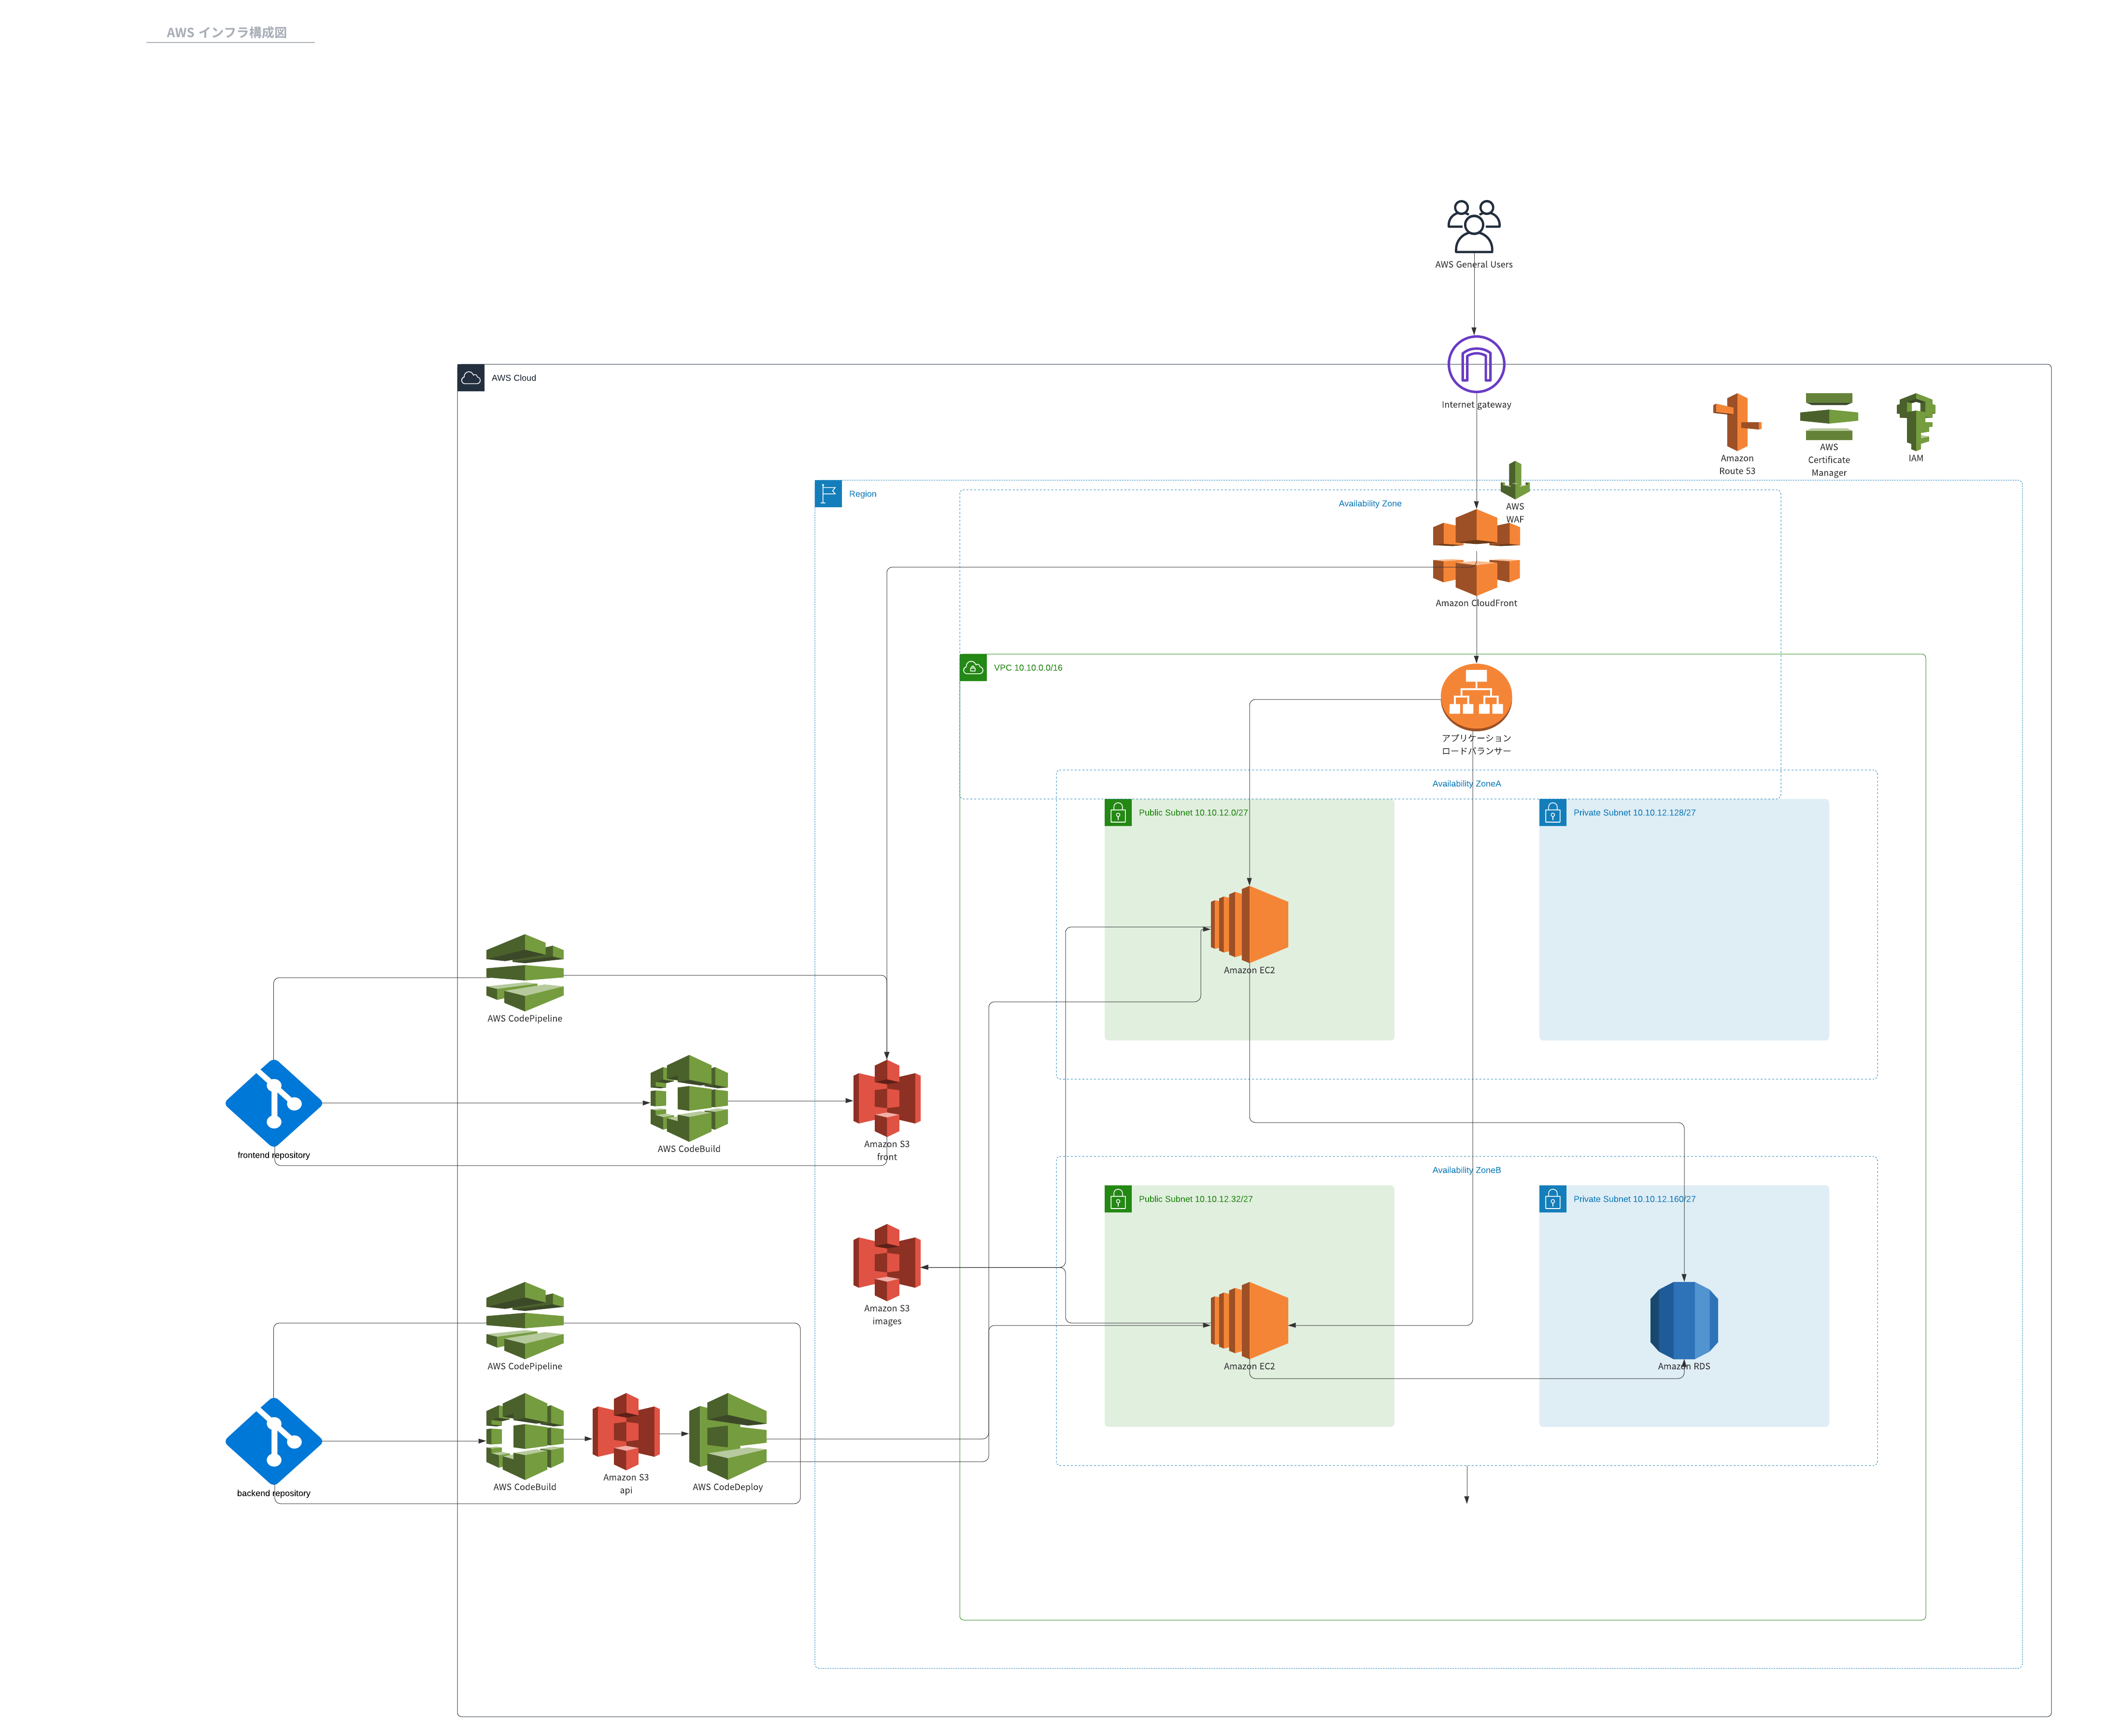 AWS インフラ構成図
AWS General Users
Internet gateway
AWS Cloud
Amazon
Route 53
AWS
Certificate
Manager
IAM
Region
Availability Zone
AWS
WAF
Amazon CloudFront
VPC 10.10.0.0/16
アプリケーション
ロードバランサー
Availability ZoneA
Public Subnet 10.10.12.0/27
Private Subnet 10.10.12.128/27
Amazon EC2
AWS CodePipeline
frontend repository
AWS CodeBuild
Amazon S3
front
Availability ZoneB
Public Subnet 10.10.12.32/27
Private Subnet 10.10.12.160/27
Amazon S3
images
Amazon EC2
Amazon RDS
AWS CodePipeline
backend repository
AWS CodeBuild
Amazon S3
api
AWS CodeDeploy